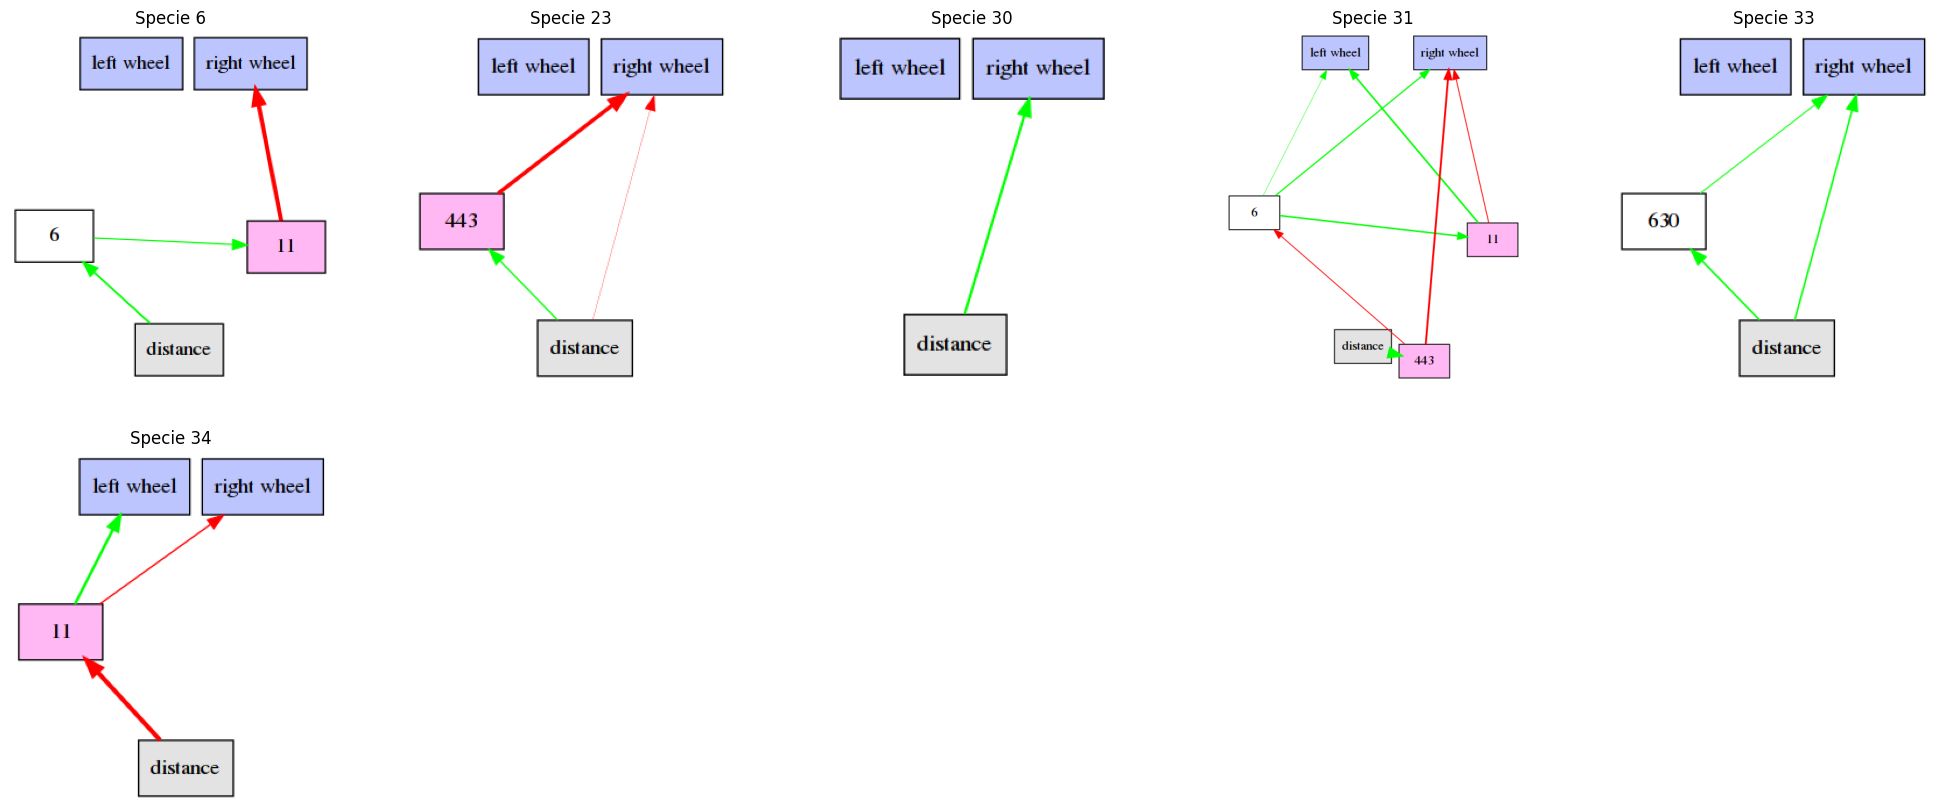 Specie 6
left wheel
right wheel
6
11
distance
Specie 23
left wheel
right wheel
443
distance
Specie 30
left wheel
right wheel
distance
Specie 31
left wheel
right wheel
6
11
distance
443
Specie 33
left wheel
right wheel
630
distance
Specie 34
left wheel
right wheel
11
distance